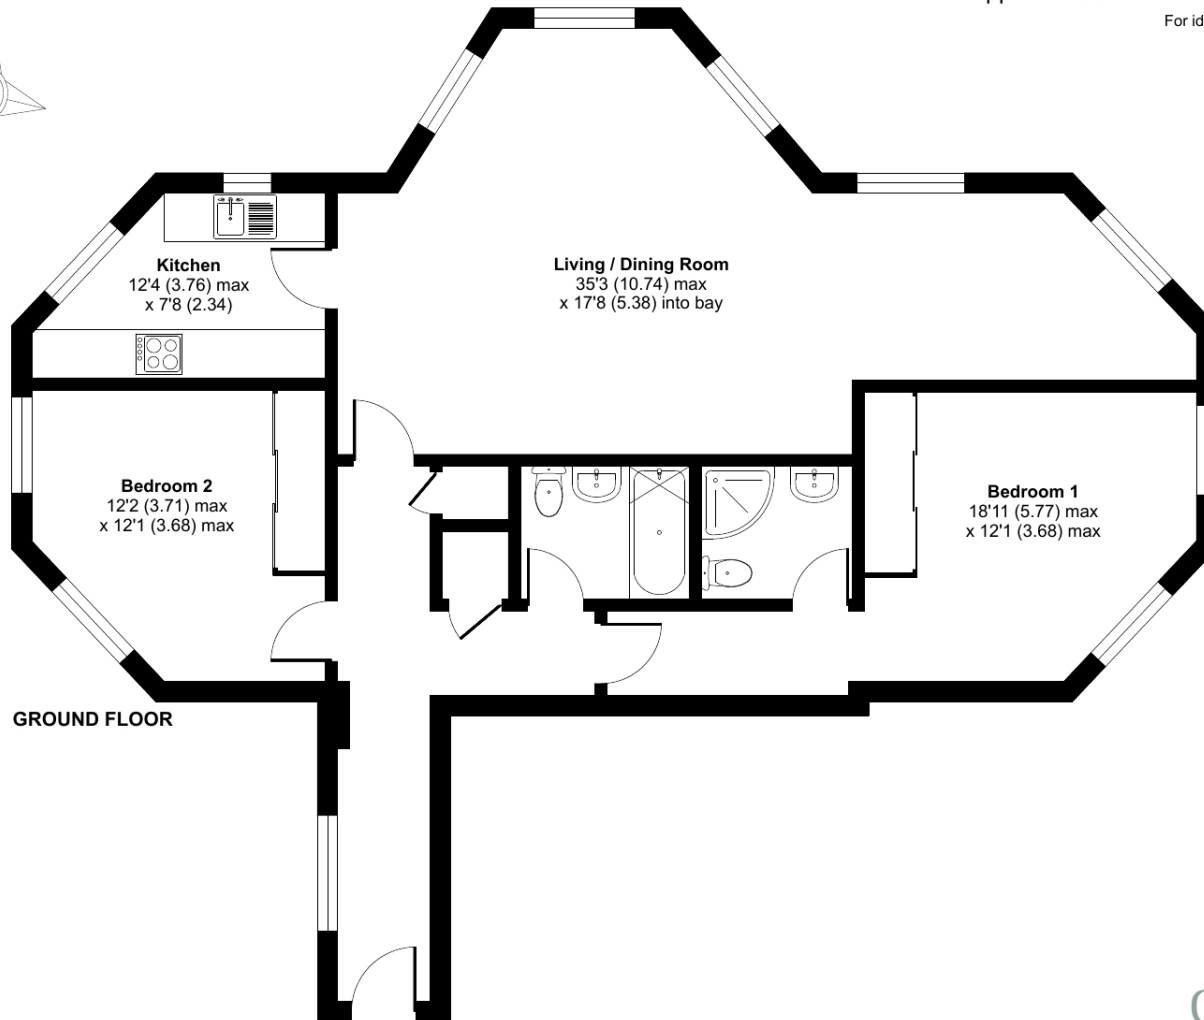 For id
Kitchen
12'4 (3.76) max
x 7'8 (2.34)
Living / Dining Room
35'3 (10.74) max
x 17'8 (5.38) into bay
Bedroom 2
12'2 (3.71) max
x 12'1 (3.68) max
Bedroom 1
18'11 (5.77) max
x 12'1 (3.68) max
GROUND FLOOR